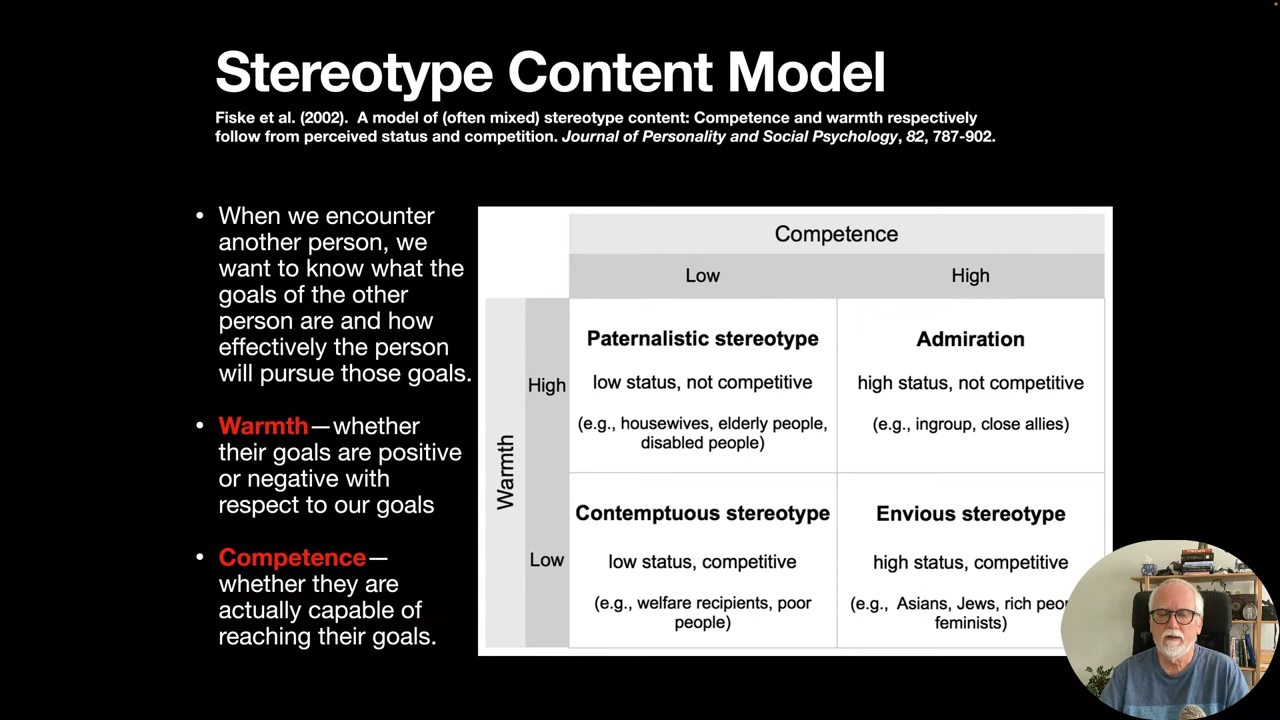 Stereotype Content Model
Fiske et al. (2002). A model of (often mixed) stereotype content: Competence and warmth respectively
follow from perceived status and competition. Journal of Personality and Social Psychology, 82, 787-902.
• When we encounter
another person, we
want to know what the
goals of the other
person are and how
effectively the person
will pursue those goals.
• Warmth—whether
their goals are positive
or negative with
respect to our goals
• Competence—
whether they are
actually capable of
reaching their goals.
Competence
Low High
Warmth
High
Paternalistic stereotype
low status, not competitive
(e.g., housewives, elderly people,
disabled people)
Admiration
high status, not competitive
(e.g., ingroup, close allies)
Low
Contemptuous stereotype
low status, competitive
(e.g., welfare recipients, poor
people)
Envious stereotype
high status, competitive
(e.g., Asians, Jews, rich
feminists)